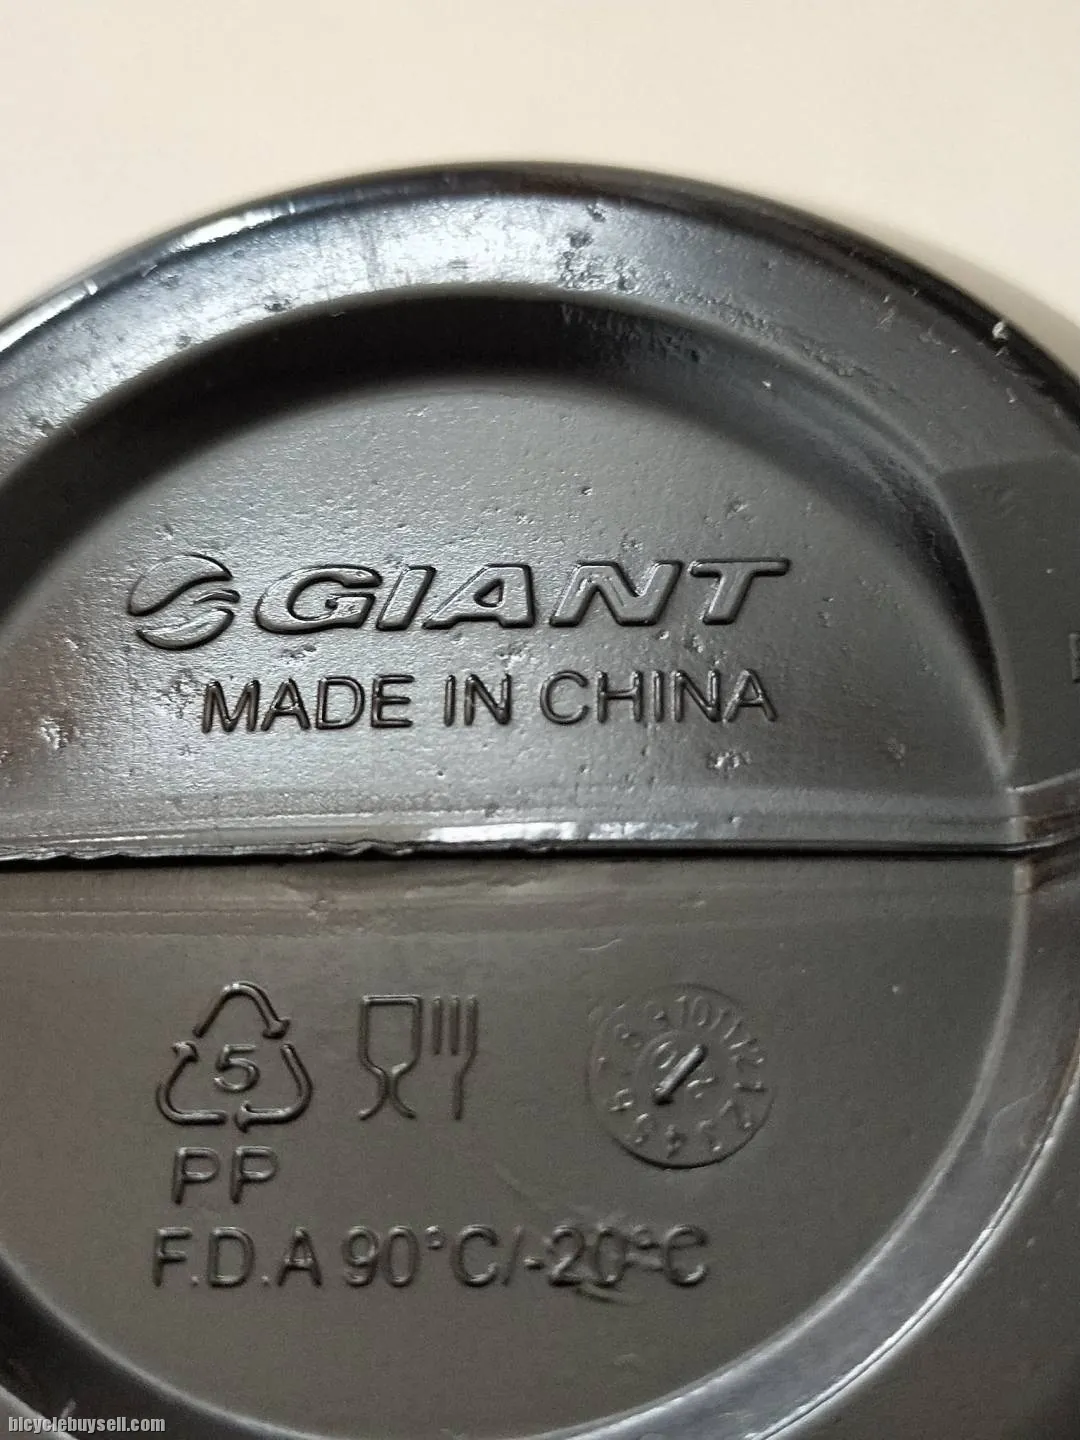 GIANT
MADE IN CHINA
5
PP
F.D.A 90°C/-20°C
bicyclebuysell.com